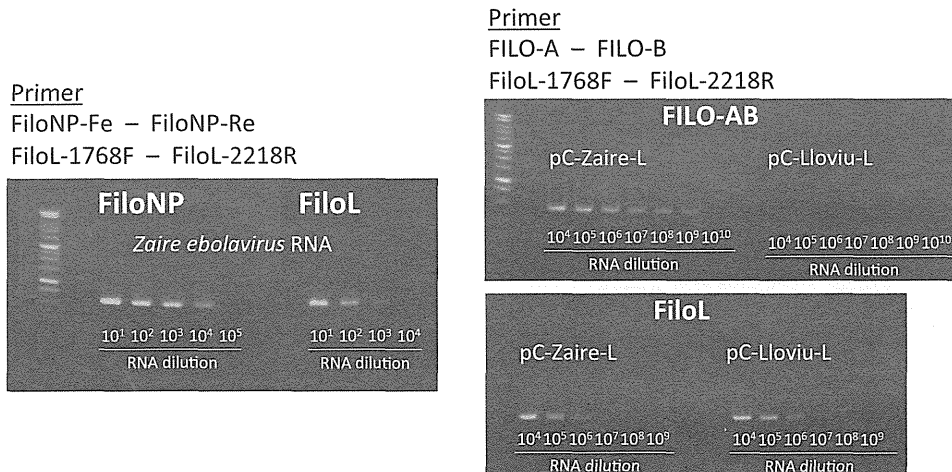 Primer
FiloNP-Fe – FiloNP-Re
FiloL-1768F – FiloL-2218R
FiloNP FiloL
Zaire ebolavirus RNA
10¹ 10² 10³ 10⁴ 10⁵ 10¹ 10² 10³ 10⁴
RNA dilution RNA dilution
Primer
FILO-A – FILO-B
FiloL-1768F – FiloL-2218R
FILO-AB
pC-Zaire-L pC-Lloviu-L
10⁴ 10⁵ 10⁶ 10⁷ 10⁸ 10⁹ 10¹⁰ 10⁴ 10⁵ 10⁶ 10⁷ 10⁸ 10⁹ 10¹⁰
RNA dilution RNA dilution
FiloL
pC-Zaire-L pC-Lloviu-L
10⁴ 10⁵ 10⁶ 10⁷ 10⁸ 10⁹ 10⁴ 10⁵ 10⁶ 10⁷ 10⁸ 10⁹
RNA dilution RNA dilution